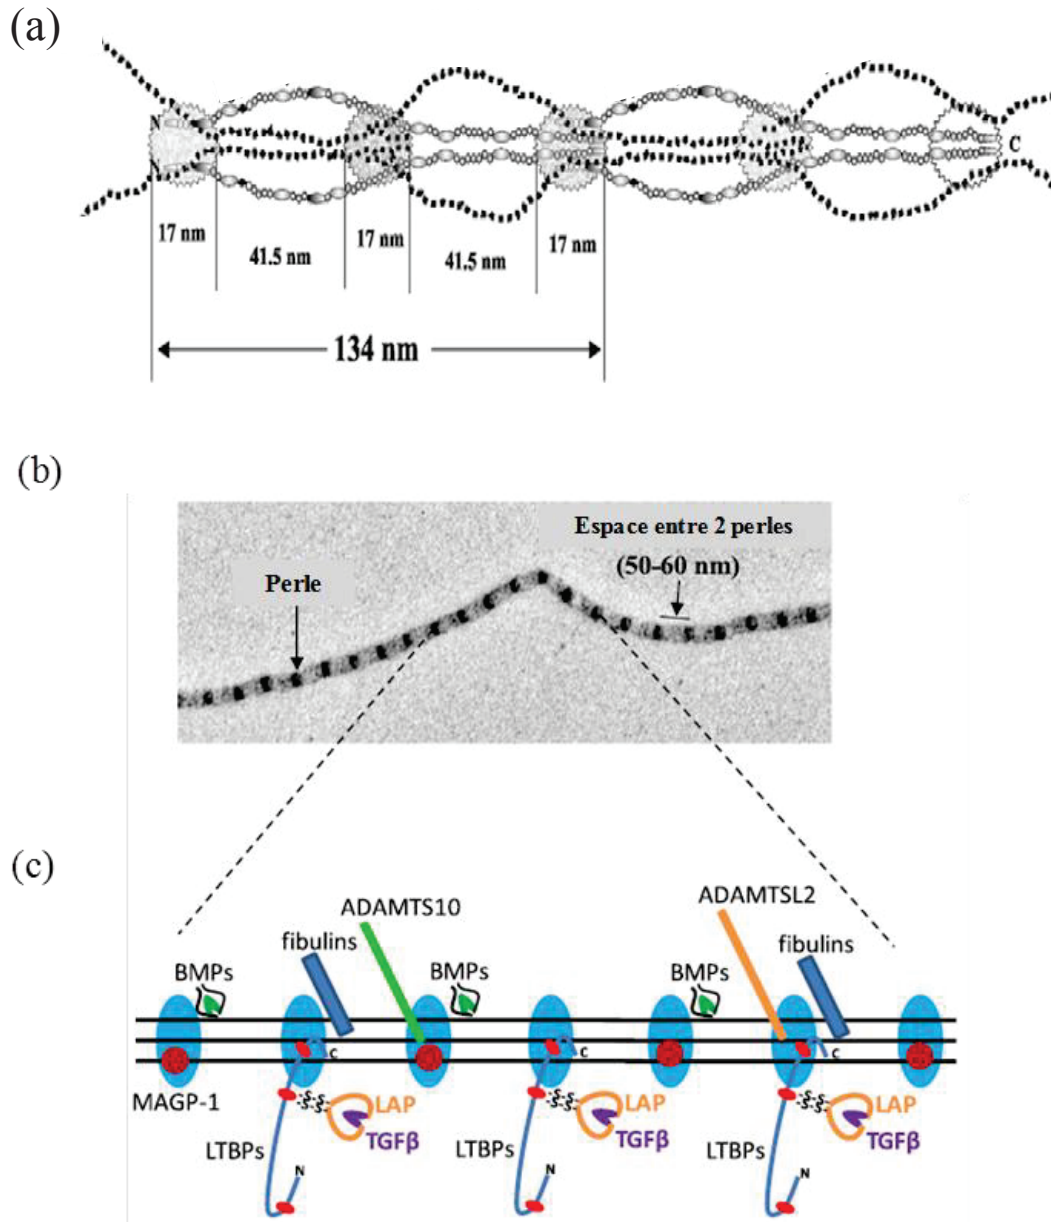 (a)
N
N
C
17 nm
41.5 nm
17 nm
41.5 nm
17 nm
134 nm
(b)
Espace entre 2 perles
(50-60 nm)
Perle
(c)
ADAMTS10
ADAMTSL2
fibulins
fibulins
BMPs
BMPs
BMPs
C
C
C
MAGP-1
-S-S-
LAP
-S-S-
LAP
-S-S-
LAP
TGFβ
TGFβ
TGFβ
LTBPs
LTBPs
LTBPs
N
N
N